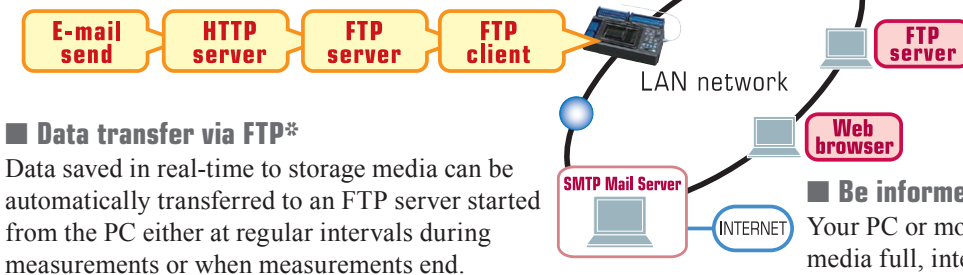 E-mail send
HTTP server
FTP server
FTP client
FTP server
LAN network
Web browser
SMTP Mail Server
INTERNET
■ Data transfer via FTP*
Data saved in real-time to storage media can be
automatically transferred to an FTP server started
from the PC either at regular intervals during
measurements or when measurements end.
■ Be informe
Your PC or mo
media full, inte